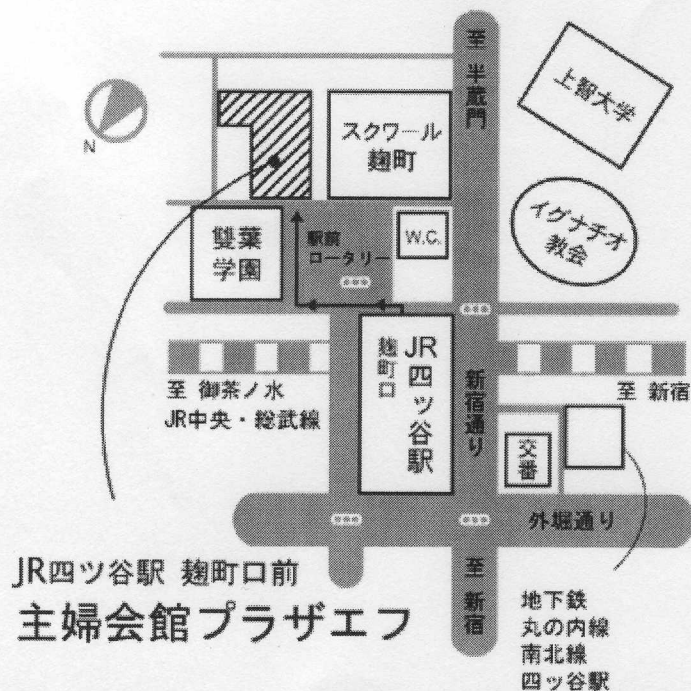 至 半蔵門
上智大学
N
スクワール
麹町
イグナチオ
教会
雙葉
学園
駅前
ロータリー
W.C.
JR四ッ谷駅
麹町口
新宿通り
至 御茶ノ水
JR中央・総武線
至 新宿
交番
外堀通り
至 新宿
JR四ツ谷駅 麹町口前
主婦会館プラザエフ
地下鉄
丸の内線
南北線
四ッ谷駅